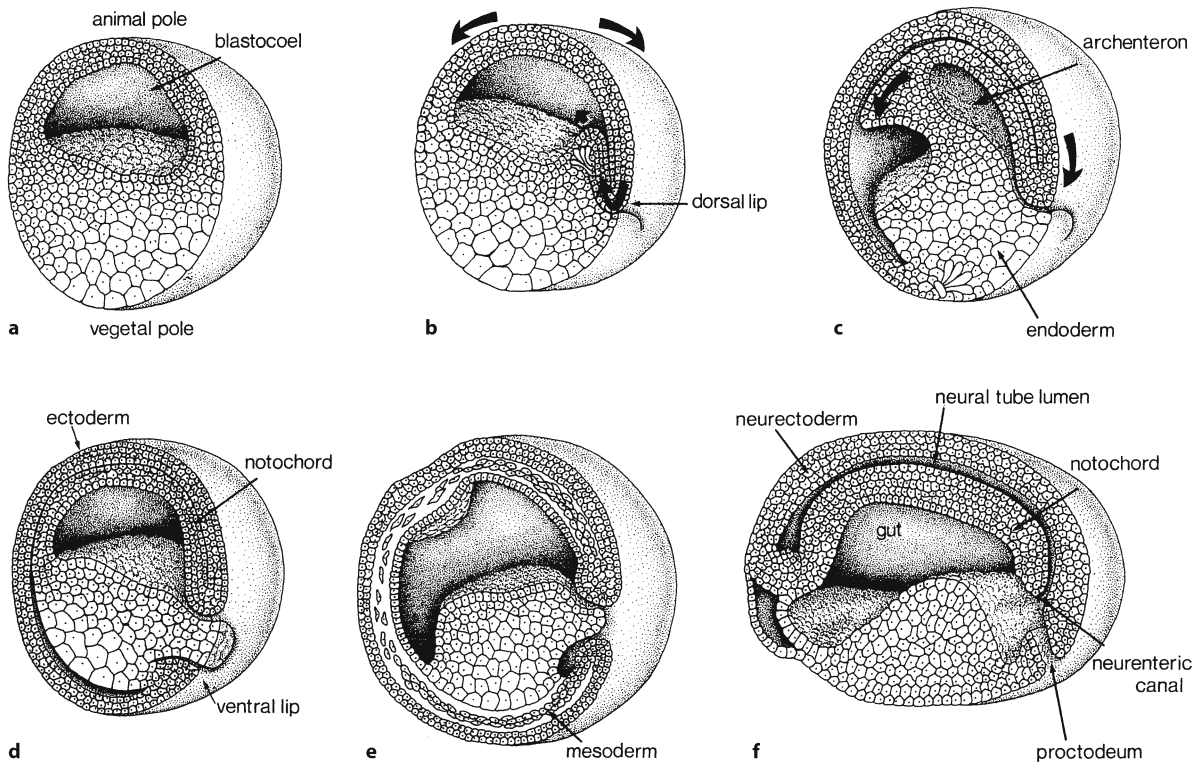 animal pole
blastocoel
vegetal pole
a
dorsal lip
b
archenteron
endoderm
c
ectoderm
notochord
ventral lip
d
mesoderm
e
neural tube lumen
neurectoderm
notochord
gut
neurenteric
canal
proctodeum
f